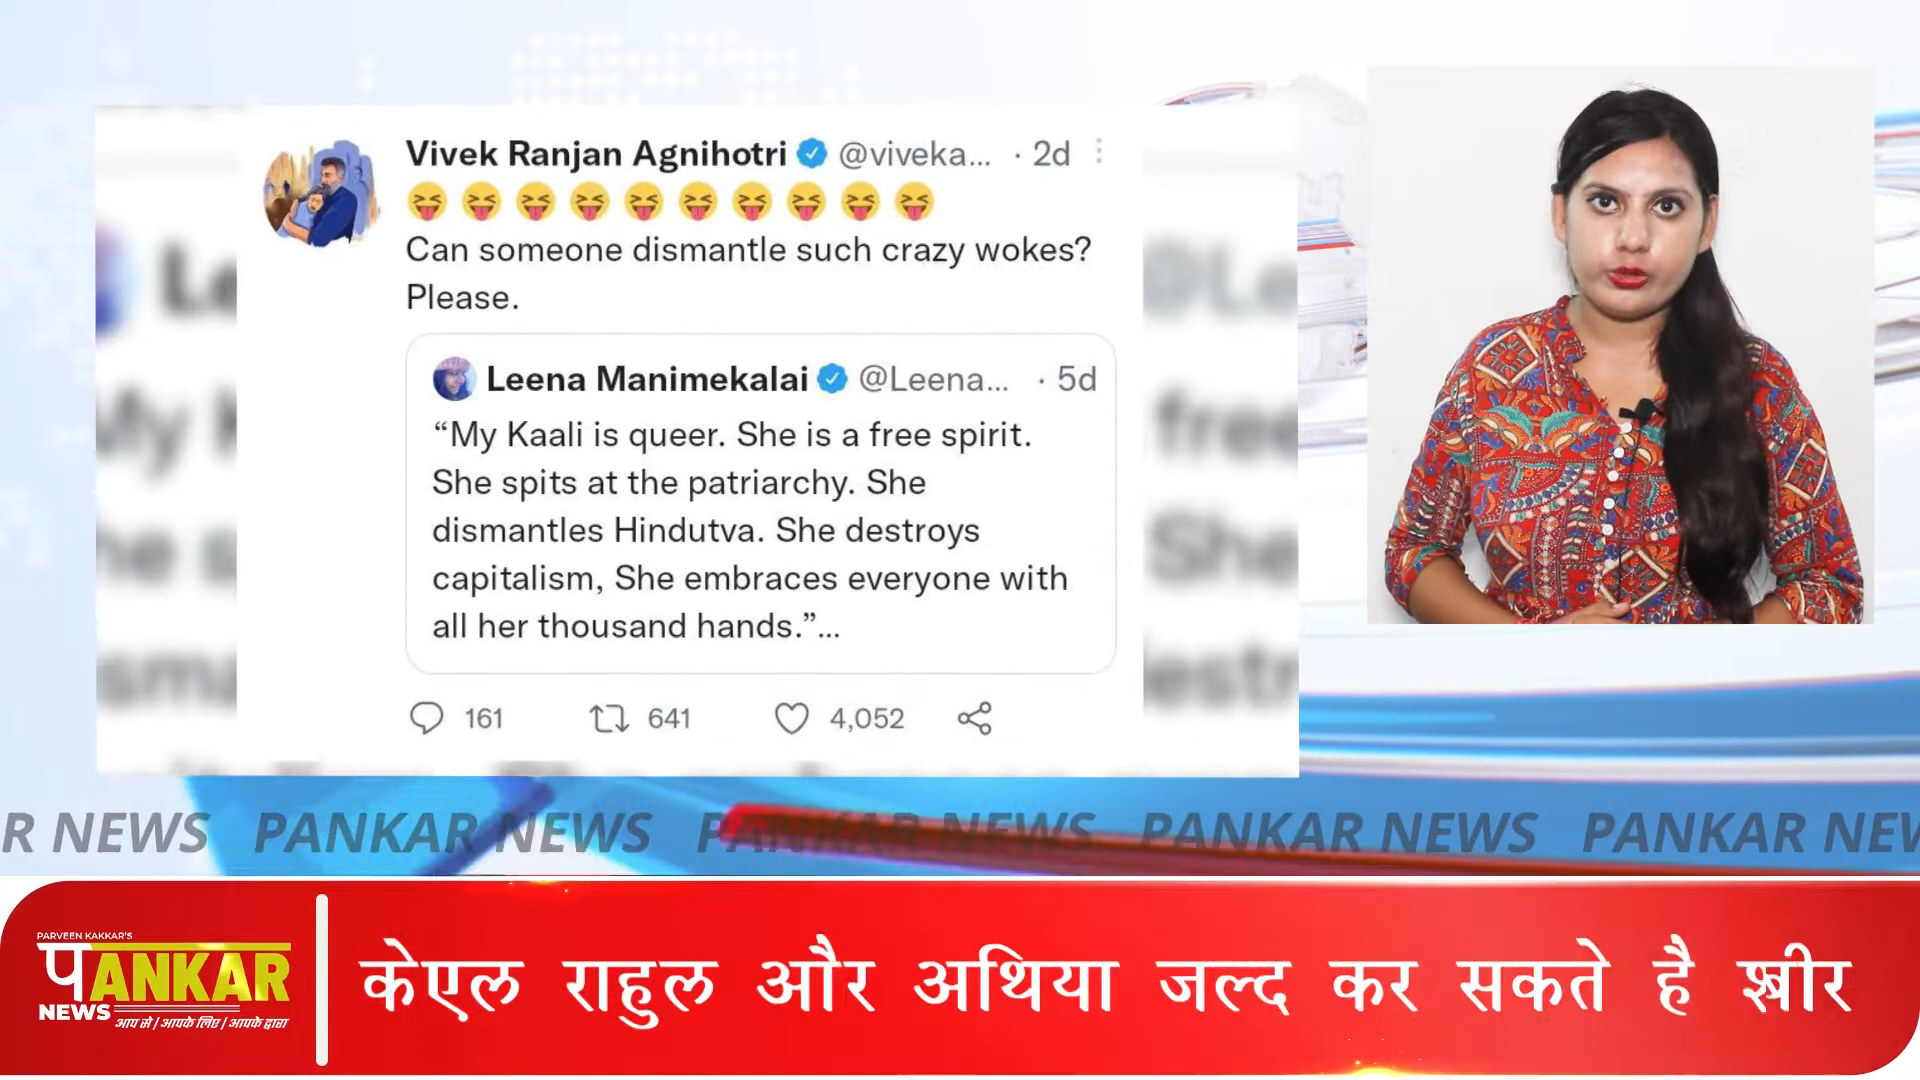 Vivek Ranjan Agnihotri @viveka... · 2d
😝😝😝😝😝😝😝😝😝😝
Can someone dismantle such crazy wokes?
Please.
Leena Manimekalai @Leena... · 5d
“My Kaali is queer. She is a free spirit.
She spits at the patriarchy. She
dismantles Hindutva. She destroys
capitalism, She embraces everyone with
all her thousand hands.”...
161 641 4,052
R NEWS PANKAR NEWS PANKAR NEWS PANKAR NEWS PANKAR NEW
PARVEEN KAKKAR'S
पANKAR
NEWS
आप से | आपके लिए | आपके द्वारा
केएल राहुल और अथिया जल्द कर सकते है